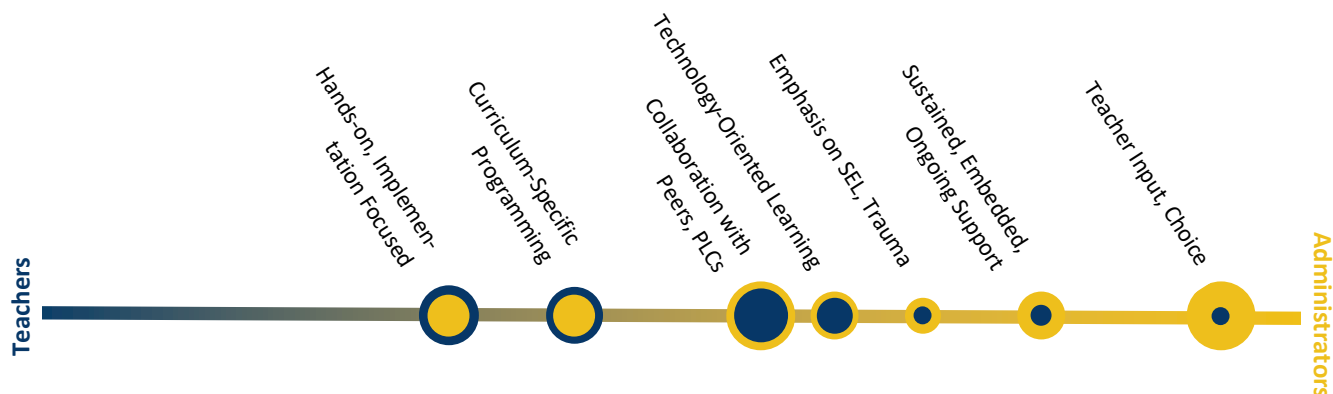 Teachers
Hands-on, Implemen-
tation Focused
Curriculum-Specific
Programming
Collaboration with
Peers, PLCs
Technology-Oriented Learning
Emphasis on SEL, Trauma
Sustained, Embedded,
Ongoing Support
Teacher Input, Choice
Administrators